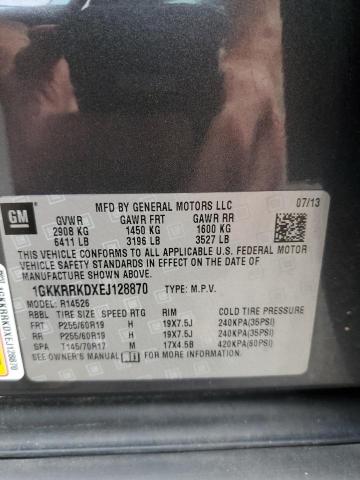 MFD BY GENERAL MOTORS LLC 07/13
GM
GVWR GAWR FRT GAWR RR
2908 KG 1450 KG 1600 KG
6411 LB 3196 LB 3527 LB
THIS VEHICLE CONFORMS TO ALL APPLICABLE U.S. FEDERAL MOTOR
VEHICLE SAFETY STANDARDS IN EFFECT ON THE DATE OF
MANUFACTURE SHOWN ABOVE.
1GKKRRKDXEJ128870 TYPE: M.P.V.
MODEL: R14526
RBBL TIRE SIZE SPEED RTG RIM COLD TIRE PRESSURE
FRT P255/60R19 H 19X7.5J 240KPA(35PSI)
RR P255/60R19 H 19X7.5J 240KPA(35PSI)
SPA T145/70R17 M 17X4.5B 420KPA(60PSI)
SEE OWNER'S MANUAL FOR MORE INFORMATION.
1GKKRRKDXEJ128870